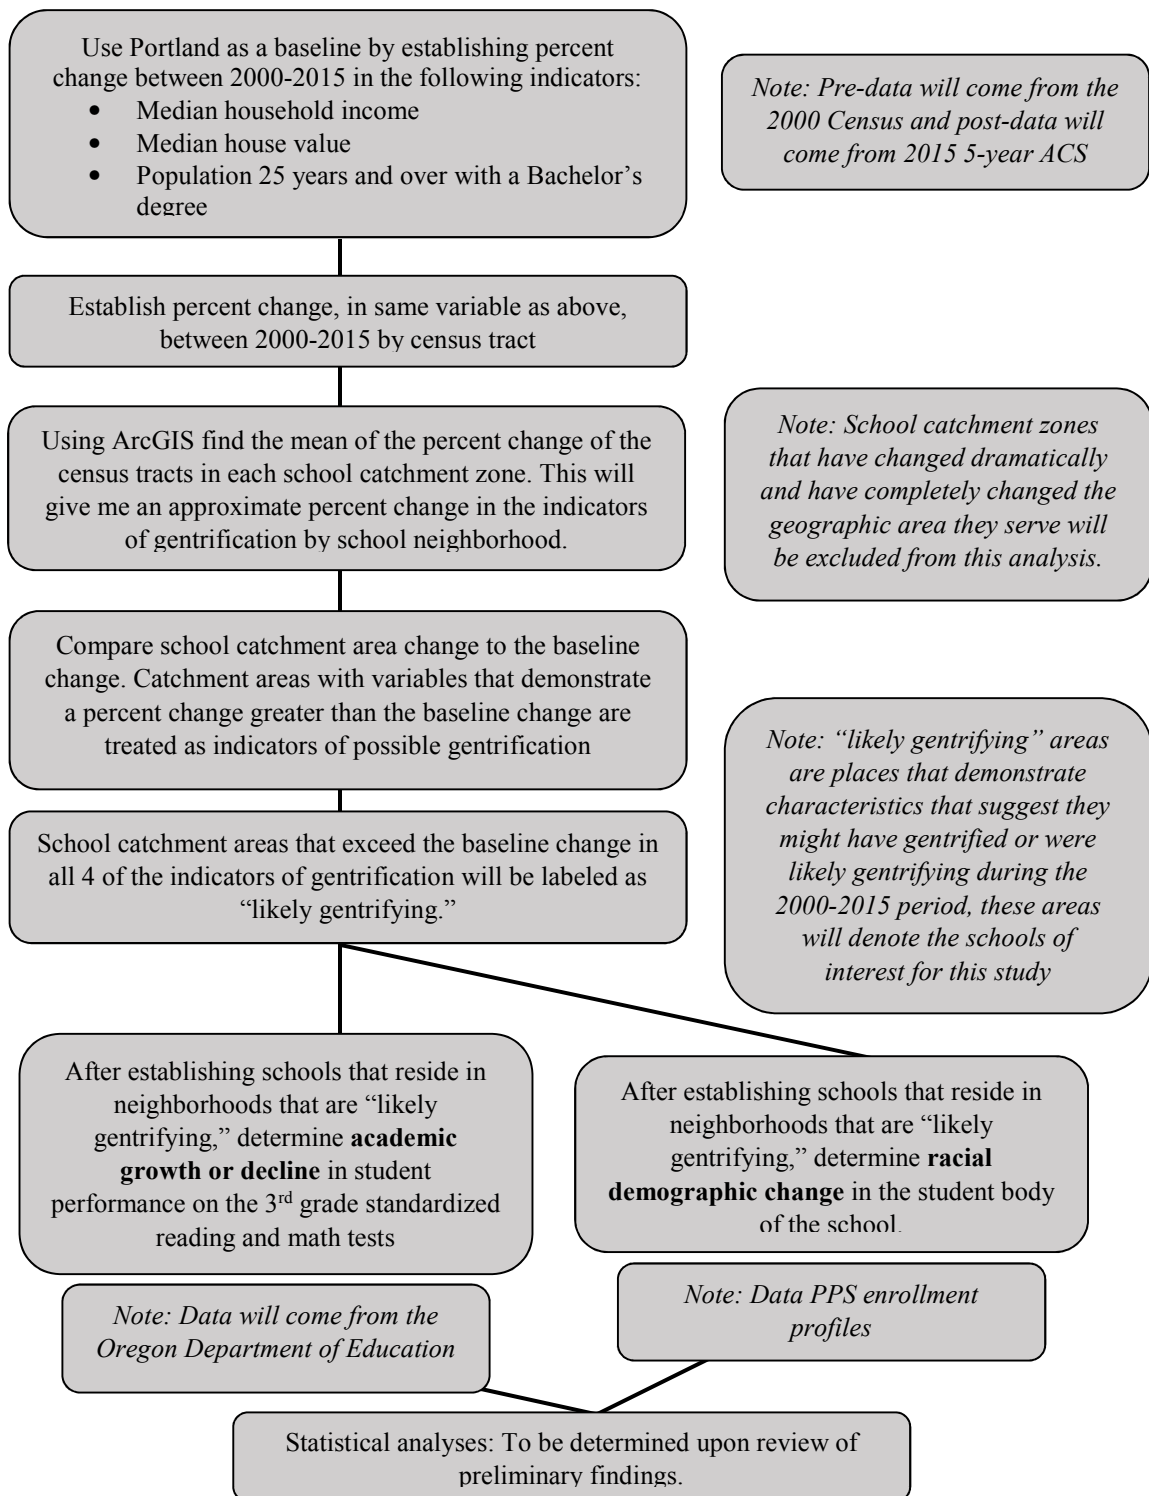 Use Portland as a baseline by establishing percent
change between 2000-2015 in the following indicators:
• Median household income
• Median house value
• Population 25 years and over with a Bachelor’s
degree
Note: Pre-data will come from the
2000 Census and post-data will
come from 2015 5-year ACS
Establish percent change, in same variable as above,
between 2000-2015 by census tract
Using ArcGIS find the mean of the percent change of the
census tracts in each school catchment zone. This will
give me an approximate percent change in the indicators
of gentrification by school neighborhood.
Note: School catchment zones
that have changed dramatically
and have completely changed the
geographic area they serve will
be excluded from this analysis.
Compare school catchment area change to the baseline
change. Catchment areas with variables that demonstrate
a percent change greater than the baseline change are
treated as indicators of possible gentrification
Note: “likely gentrifying” areas
are places that demonstrate
characteristics that suggest they
might have gentrified or were
likely gentrifying during the
2000-2015 period, these areas
will denote the schools of
interest for this study
School catchment areas that exceed the baseline change in
all 4 of the indicators of gentrification will be labeled as
“likely gentrifying.”
After establishing schools that reside in
neighborhoods that are “likely
gentrifying,” determine academic
growth or decline in student
performance on the 3rd grade standardized
reading and math tests
After establishing schools that reside in
neighborhoods that are “likely
gentrifying,” determine racial
demographic change in the student body
of the school.
Note: Data will come from the
Oregon Department of Education
Note: Data PPS enrollment
profiles
Statistical analyses: To be determined upon review of
preliminary findings.